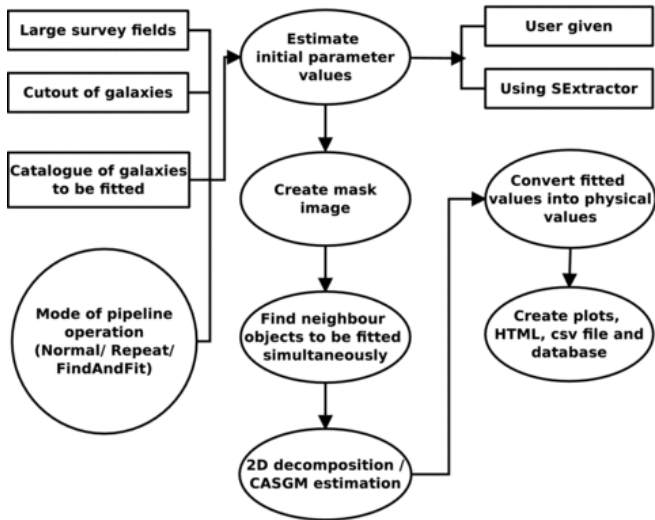 Large survey fields
Cutout of galaxies
Catalogue of galaxies
to be fitted
Mode of pipeline
operation
(Normal/ Repeat/
FindAndFit)
Estimate
initial parameter
values
User given
Using SExtractor
Create mask
image
Find neighbour
objects to be fitted
simultaneously
2D decomposition /
CASGM estimation
Convert fitted
values into physical
values
Create plots,
HTML, csv file and
database